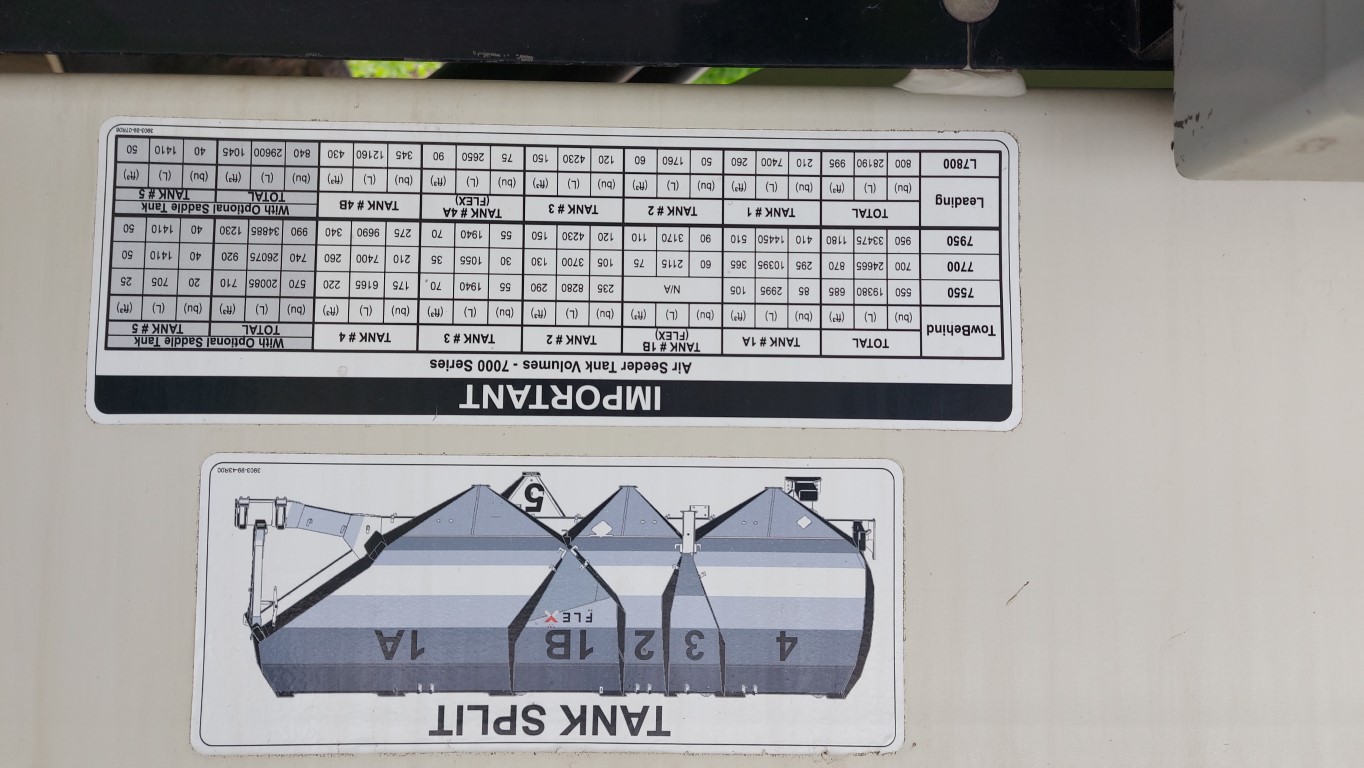 TANK SPLIT
4 3 2 1B 1A
FLEX
5
3903-99-43R00
IMPORTANT
Air Seeder Tank Volumes - 7000 Series
TowBehind TOTAL TANK # 1A TANK # 1B (FLEX) TANK # 2 TANK # 3 TANK # 4 With Optional Saddle Tank TOTAL TANK # 5
(bu) (L) (ft³) (bu) (L) (ft³) (bu) (L) (ft³) (bu) (L) (ft³) (bu) (L) (ft³) (bu) (L) (ft³) (bu) (L) (ft³) (bu) (L) (ft³)
7550 550 19380 685 85 2995 105 N/A 235 8280 290 55 1940 70 175 6165 220 570 20085 710 20 705 25
7700 700 24665 870 295 10395 365 60 2115 75 105 3700 130 30 1055 35 210 7400 260 740 26075 920 40 1410 50
7950 950 33475 1180 410 14450 510 90 3170 110 120 4230 150 55 1940 70 275 9690 340 990 34885 1230 40 1410 50
Leading TOTAL TANK # 1 TANK # 2 TANK # 3 TANK # 4A (FLEX) TANK # 4B With Optional Saddle Tank TOTAL TANK # 5
(bu) (L) (ft³) (bu) (L) (ft³) (bu) (L) (ft³) (bu) (L) (ft³) (bu) (L) (ft³) (bu) (L) (ft³) (bu) (L) (ft³) (bu) (L) (ft³)
L7800 800 28190 995 210 7400 260 50 1760 60 120 4230 150 75 2650 90 345 12160 430 840 29600 1045 40 1410 50
3903-99-07R06